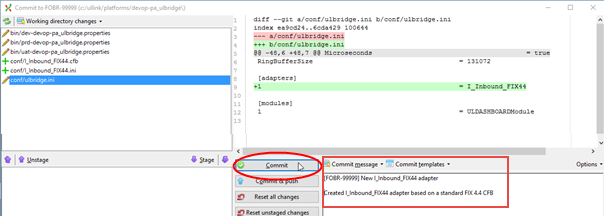 Commit to FOBR-99999 (c:/ullink/platforms/devop-pa_ulbridge\)
Working directory changes
bin/dev-devop-pa_ulbridge.properties
bin/prd-devop-pa_ulbridge.properties
bin/uat-devop-pa_ulbridge.properties
conf/I_Inbound_FIX44.cfb
conf/I_Inbound_FIX44.ini
conf/ulbridge.ini
diff --git a/conf/ulbridge.ini b/conf/ulbridge.ini
index ea9cd24..6cda429 100644
--- a/conf/ulbridge.ini
+++ b/conf/ulbridge.ini
@@ -48,6 +48,7 @@ Microseconds = true
RingBufferSize = 131072
[adapters]
+1 = I_Inbound_FIX44
[modules]
1 = ULDASHBOARDModule
Unstage
Stage
Commit
Commit & push
Reset all changes
Reset unstaged changes
Commit message
Commit templates
Options
[FOBR-99999] New I_Inbound_FIX44 adapter
Created I_Inbound_FIX44 adapter based on a standard FIX 4.4 CFB